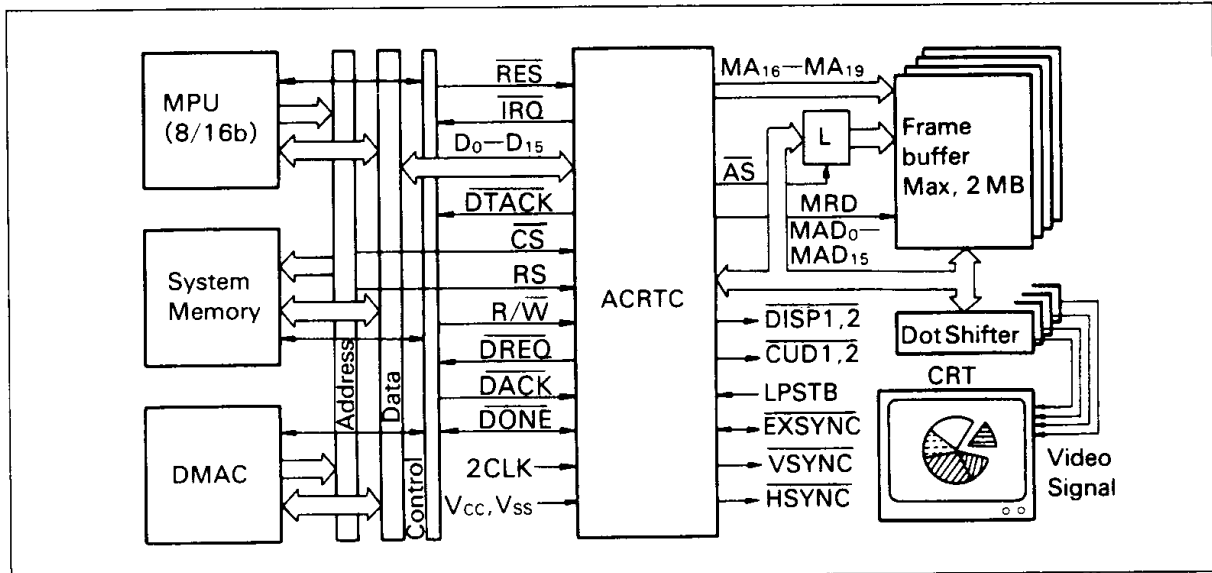 MPU
(8/16b)
System
Memory
DMAC
Address
Data
Control
RES
IRQ
D0—D15
DTACK
CS
RS
R/W
DREQ
DACK
DONE
2CLK
VCC, VSS
ACRTC
MA16—MA19
AS
L
MRD
MAD0—
MAD15
DISP1,2
CUD1,2
LPSTB
EXSYNC
VSYNC
HSYNC
Frame
buffer
Max, 2 MB
Dot Shifter
CRT
Video
Signal